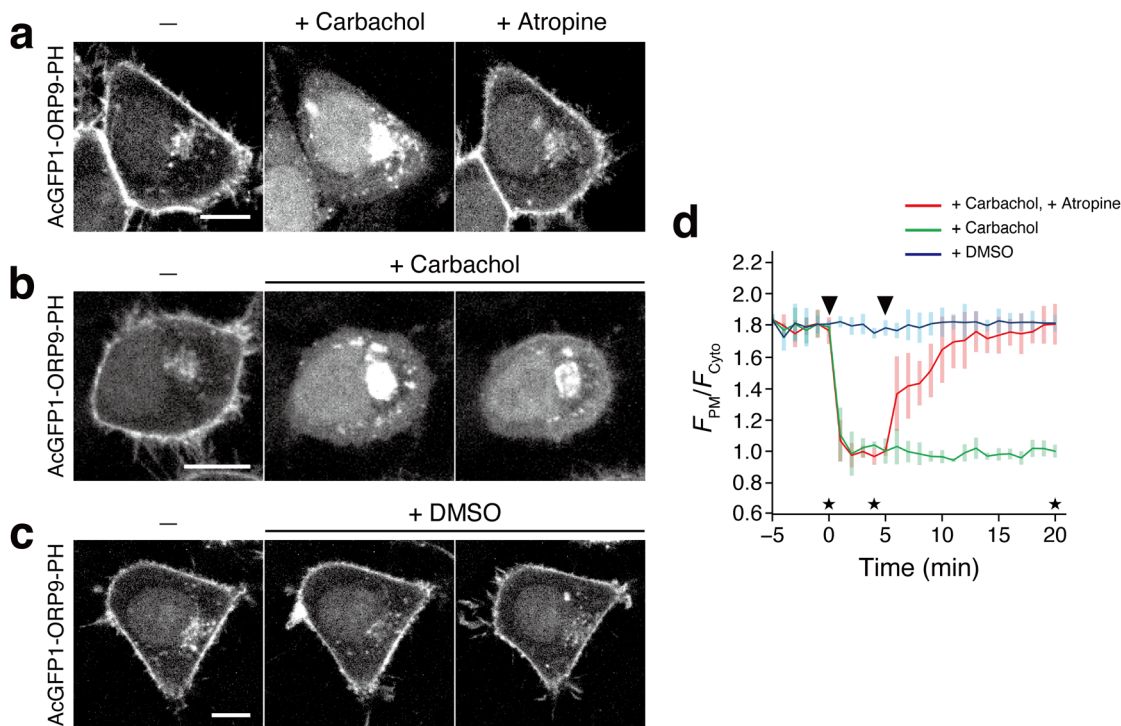 a
—
+ Carbachol
+ Atropine
AcGFP1-ORP9-PH
b
—
+ Carbachol
AcGFP1-ORP9-PH
c
—
+ DMSO
AcGFP1-ORP9-PH
d
+ Carbachol, + Atropine
+ Carbachol
+ DMSO
2.2
2.0
1.8
1.6
1.4
1.2
1.0
0.8
0.6
FPM/FCyto
−5 0 5 10 15 20
Time (min)